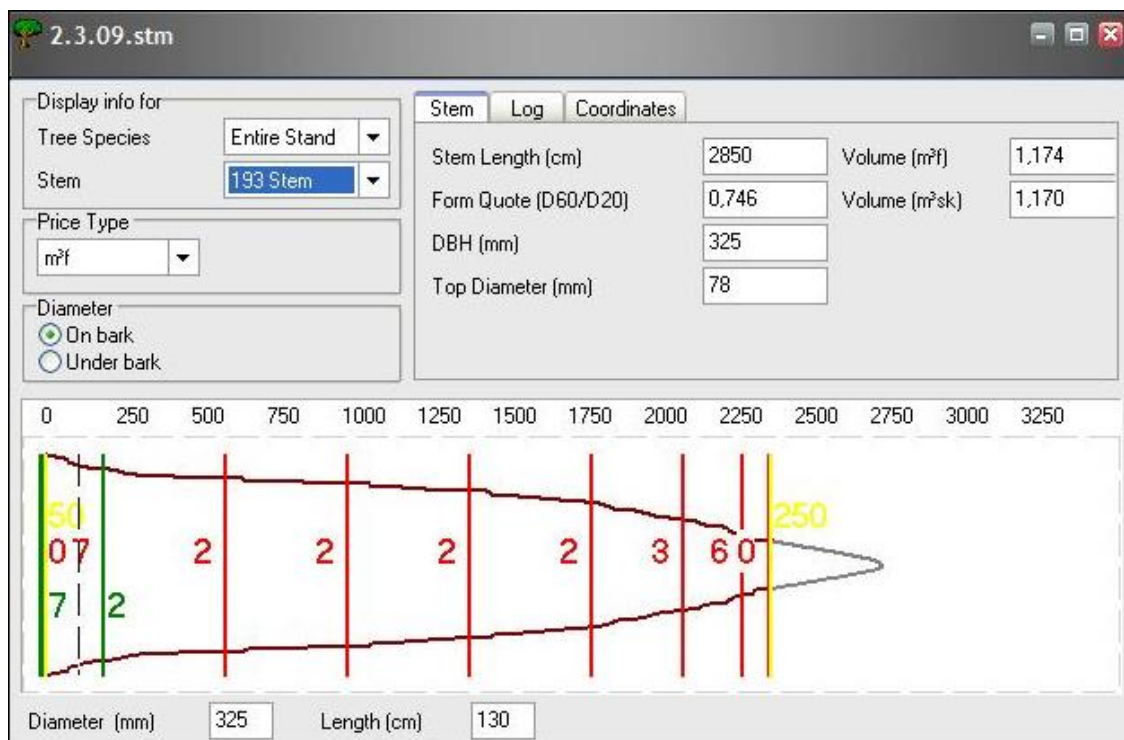 2.3.09.stm
Display info for
Tree Species Entire Stand
Stem 193 Stem
Price Type
m³f
Diameter
On bark
Under bark
Stem Log Coordinates
Stem Length (cm) 2850 Volume (m³f) 1,174
Form Quote (D60/D20) 0,746 Volume (m³sk) 1,170
DBH (mm) 325
Top Diameter (mm) 78
0 250 500 750 1000 1250 1500 1750 2000 2250 2500 2750 3000 3250
50 250
0 7 2 2 2 2 3 6 0
7 2
Diameter (mm) 325 Length (cm) 130